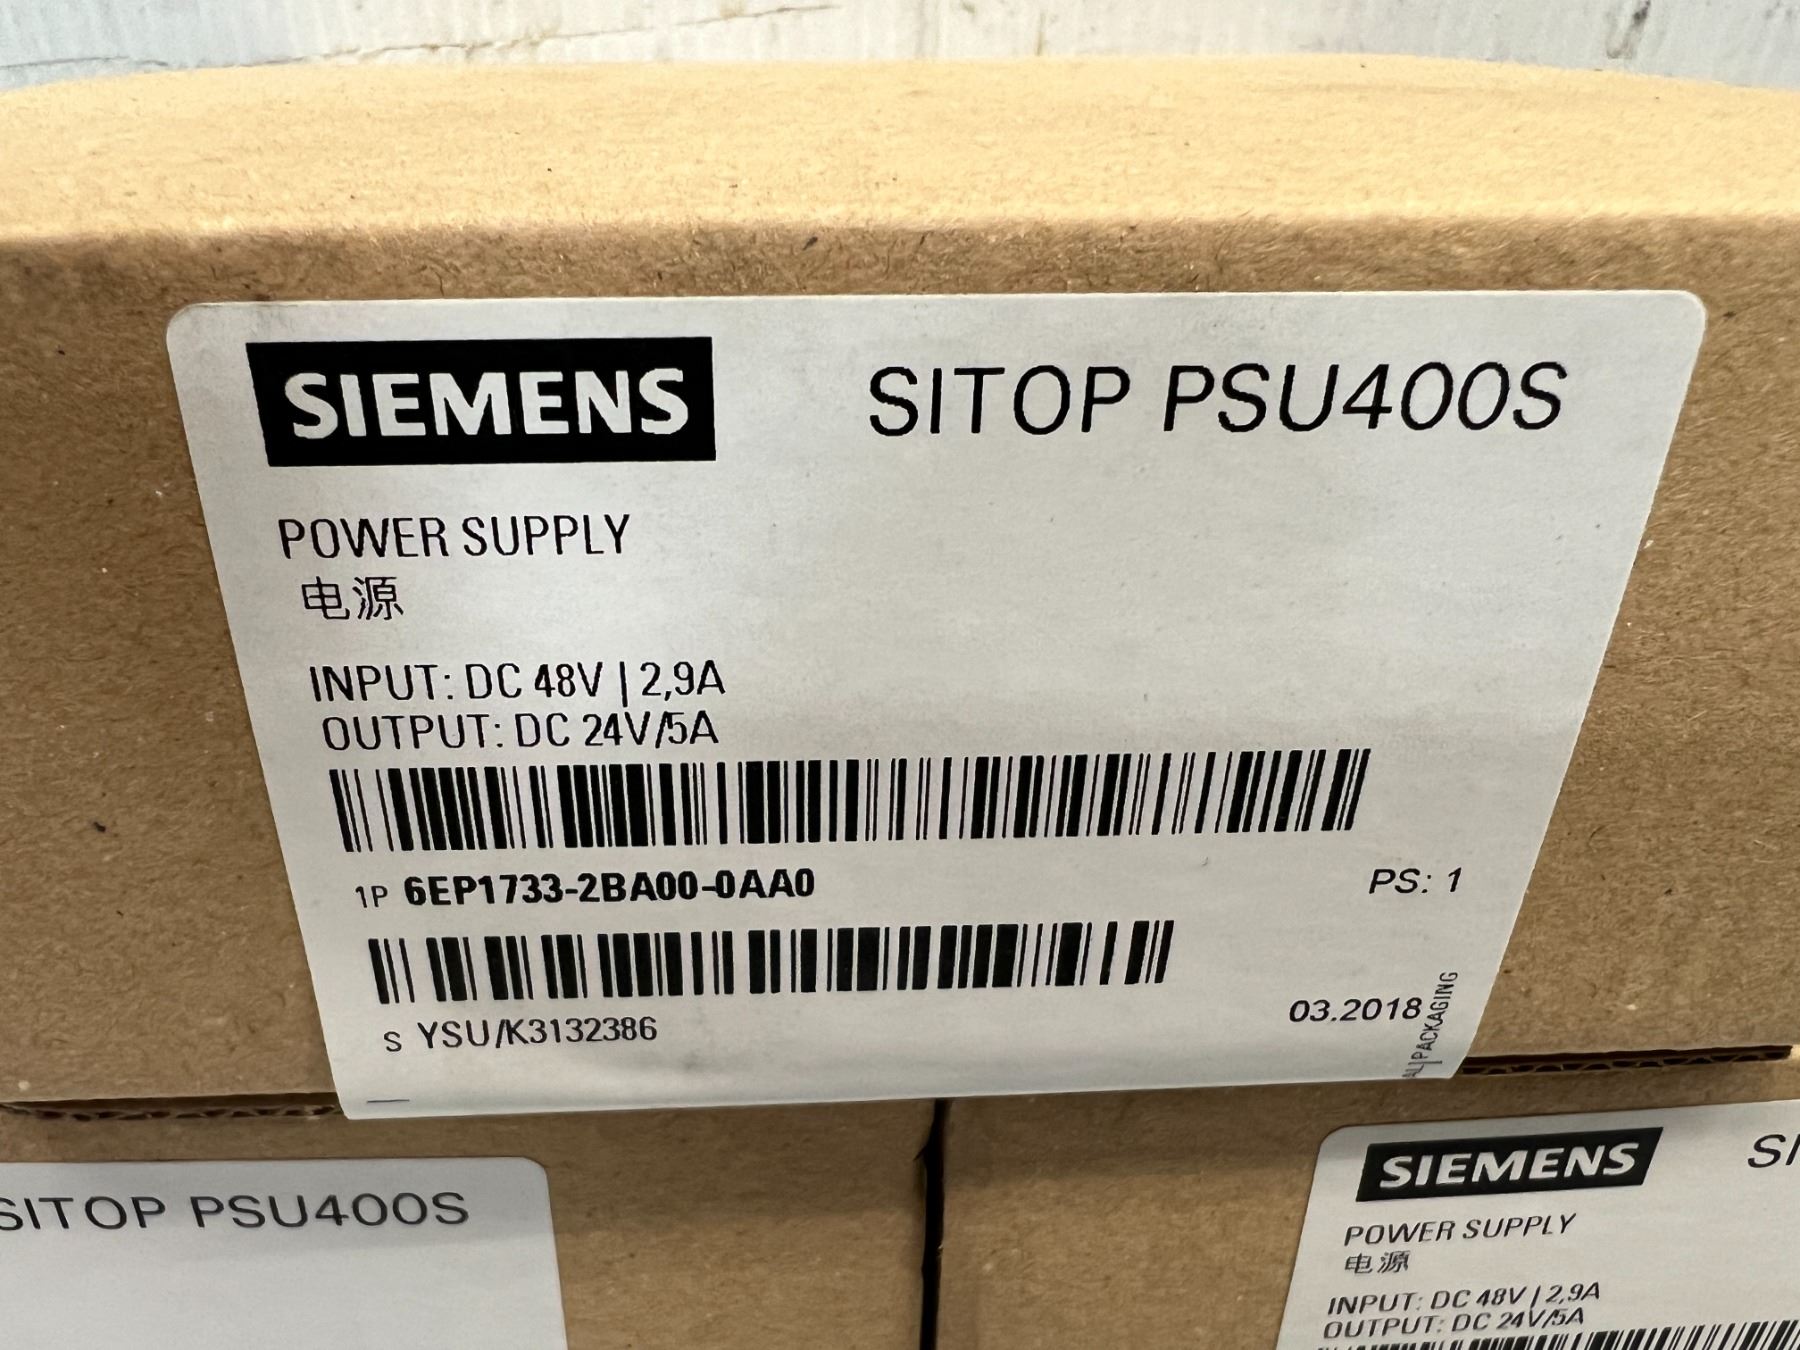 SIEMENS
SITOP PSU400S
POWER SUPPLY
电源
INPUT: DC 48V | 2,9A
OUTPUT: DC 24V/5A
1P 6EP1733-2BA00-0AA0
PS: 1
S YSU/K3132386
03.2018
PACKAGING
SITOP PSU400S
SIEMENS
POWER SUPPLY
电源
INPUT: DC 48V | 2,9A
OUTPUT: DC 24V/5A